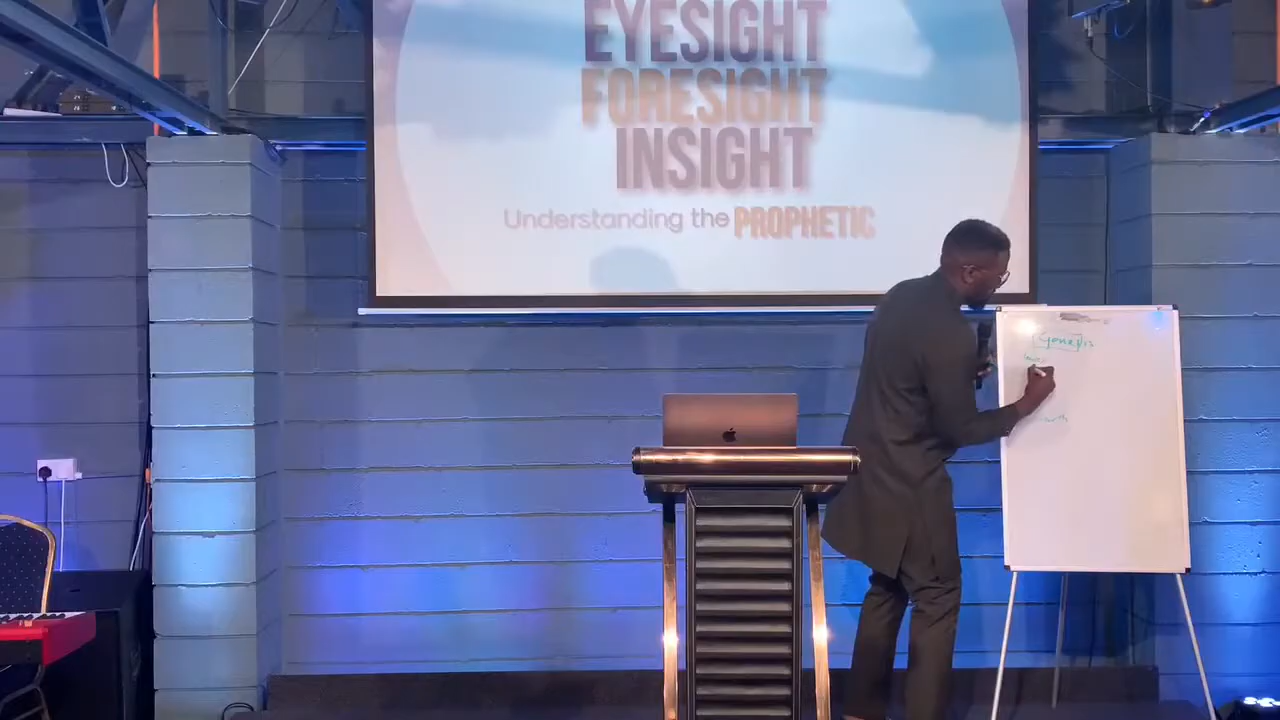 EYESIGHT
FORESIGHT
INSIGHT
Understanding the PROPHETIC
Genesis